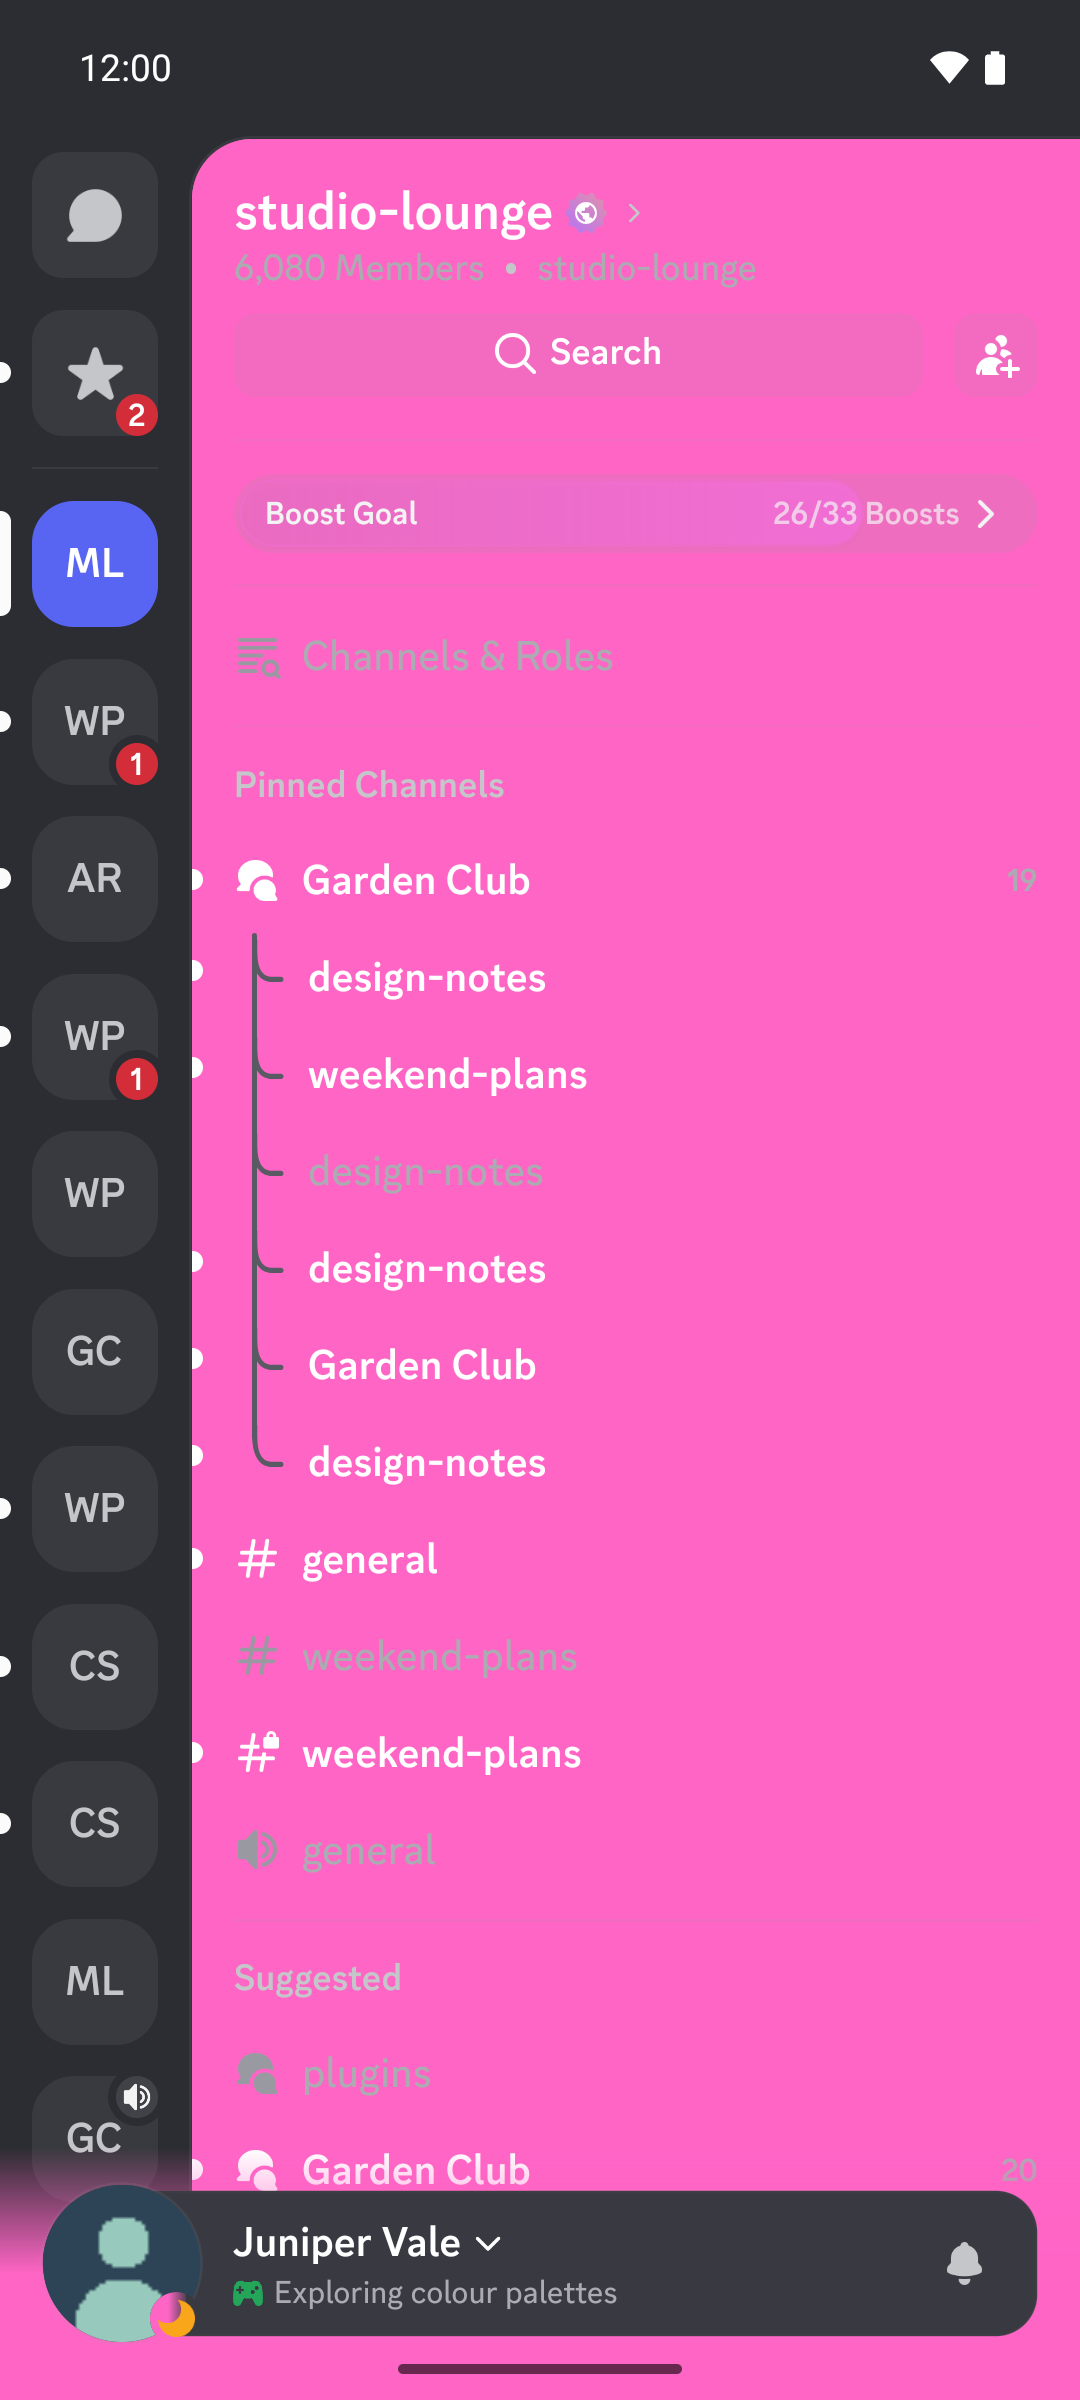 12:00
studio-lounge
6,080 Members • studio-lounge
Search
2
Boost Goal 26/33 Boosts
ML
Channels & Roles
WP
1
Pinned Channels
AR
Garden Club 19
design-notes
WP
1
weekend-plans
design-notes
WP
design-notes
GC
Garden Club
design-notes
WP
general
CS
weekend-plans
weekend-plans
CS
general
ML
Suggested
plugins
GC
Garden Club 20
Juniper Vale
Exploring colour palettes